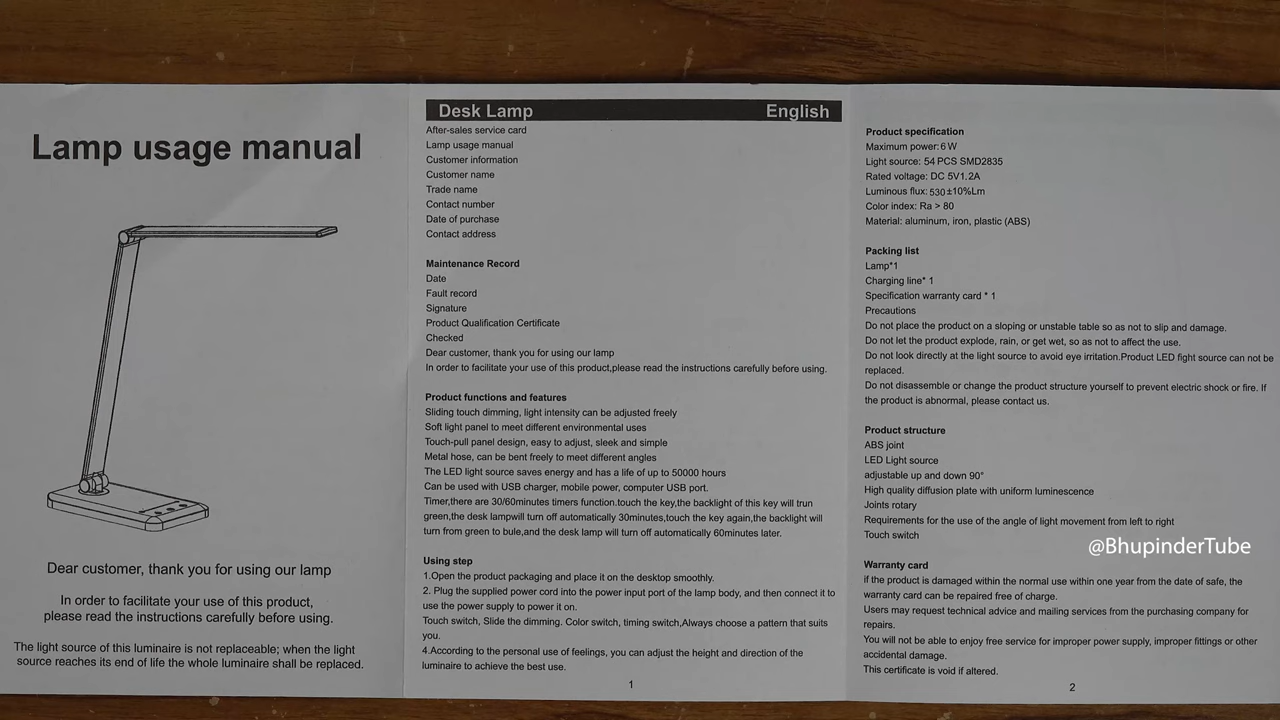 Lamp usage manual
Dear customer, thank you for using our lamp
In order to facilitate your use of this product,
please read the instructions carefully before using.
The light source of this luminaire is not replaceable; when the light
source reaches its end of life the whole luminaire shall be replaced.
Desk Lamp English
After-sales service card
Lamp usage manual
Customer information
Customer name
Trade name
Contact number
Date of purchase
Contact address
Maintenance Record
Date
Fault record
Signature
Product Qualification Certificate
Checked
Dear customer, thank you for using our lamp
In order to facilitate your use of this product,please read the instructions carefully before using.
Product functions and features
Sliding touch dimming, light intensity can be adjusted freely
Soft light panel to meet different environmental uses
Touch-pull panel design, easy to adjust, sleek and simple
Metal hose, can be bent freely to meet different angles
The LED light source saves energy and has a life of up to 50000 hours
Can be used with USB charger, mobile power, computer USB port.
Timer,there are 30/60minutes timers function.touch the key,the backlight of this key will trun
green,the desk lampwill turn off automatically 30minutes,touch the key again,the backlight will
turn from green to bule,and the desk lamp will turn off automatically 60minutes later.
Using step
1.Open the product packaging and place it on the desktop smoothly.
2. Plug the supplied power cord into the power input port of the lamp body, and then connect it to
use the power supply to power it on.
Touch switch, Slide the dimming. Color switch, timing switch,Always choose a pattern that suits
you.
4.According to the personal use of feelings, you can adjust the height and direction of the
luminaire to achieve the best use.
1
Product specification
Maximum power: 6 W
Light source: 54 PCS SMD2835
Rated voltage: DC 5V1.2A
Luminous flux: 530 ±10%Lm
Color index: Ra > 80
Material: aluminum, iron, plastic (ABS)
Packing list
Lamp*1
Charging line* 1
Specification warranty card * 1
Precautions
Do not place the product on a sloping or unstable table so as not to slip and damage.
Do not let the product explode, rain, or get wet, so as not to affect the use.
Do not look directly at the light source to avoid eye irritation.Product LED fight source can not be
replaced.
Do not disassemble or change the product structure yourself to prevent electric shock or fire. If
the product is abnormal, please contact us.
Product structure
ABS joint
LED Light source
adjustable up and down 90°
High quality diffusion plate with uniform luminescence
Joints rotary
Requirements for the use of the angle of light movement from left to right
Touch switch
@BhupinderTube
Warranty card
if the product is damaged within the normal use within one year from the date of safe, the
warranty card can be repaired free of charge.
Users may request technical advice and mailing services from the purchasing company for
repairs.
You will not be able to enjoy free service for improper power supply, improper fittings or other
accidental damage.
This certificate is void if altered.
2